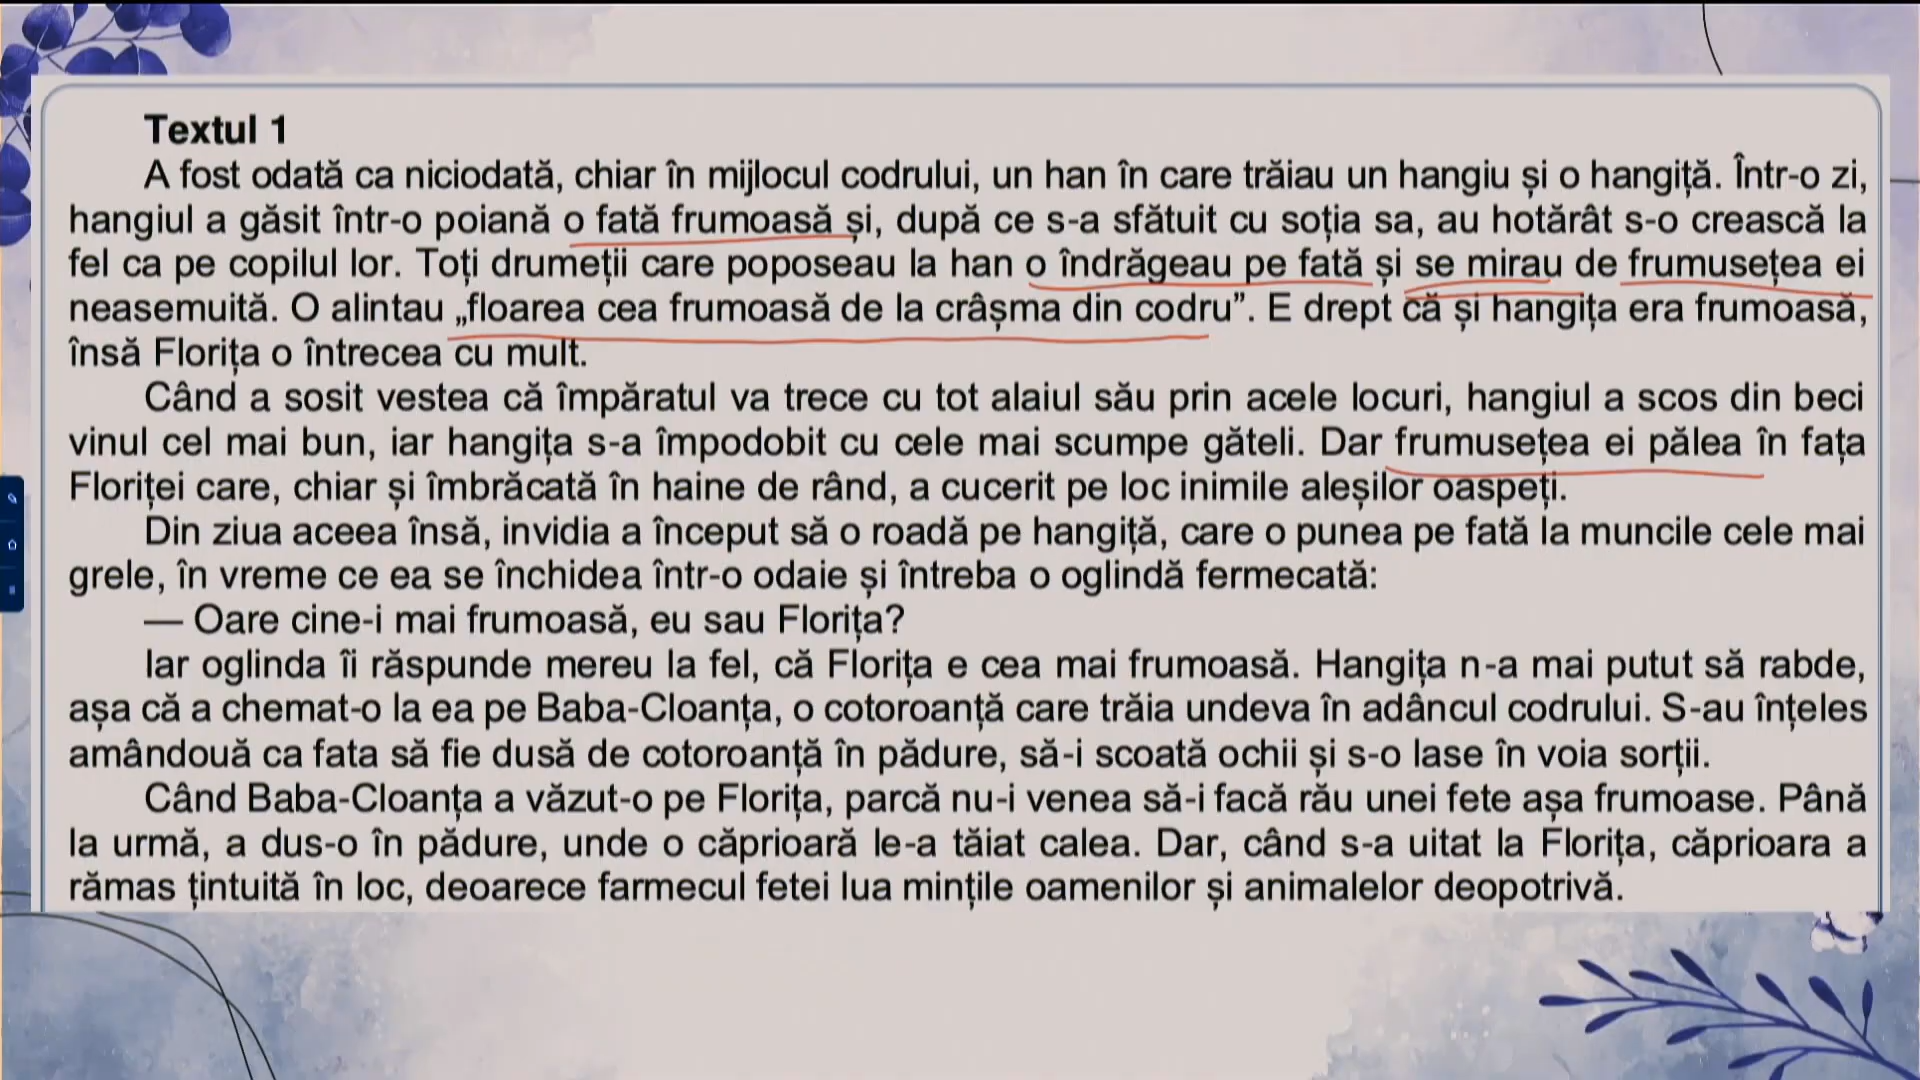 Textul 1
A fost odată ca niciodată, chiar în mijlocul codrului, un han în care trăiau un hangiu și o hangiță. Într-o zi,
hangiul a găsit într-o poiană o fată frumoasă și, după ce s-a sfătuit cu soția sa, au hotărât s-o crească la
fel ca pe copilul lor. Toți drumeții care poposeau la han o îndrăgeau pe fată și se mirau de frumusețea ei
neasemuită. O alintau „floarea cea frumoasă de la crâșma din codru”. E drept că și hangița era frumoasă,
însă Florița o întrecea cu mult.
Când a sosit vestea că împăratul va trece cu tot alaiul său prin acele locuri, hangiul a scos din beci
vinul cel mai bun, iar hangița s-a împodobit cu cele mai scumpe găteli. Dar frumusețea ei pălea în fața
Floriței care, chiar și îmbrăcată în haine de rând, a cucerit pe loc inimile aleșilor oaspeți.
Din ziua aceea însă, invidia a început să o roadă pe hangiță, care o punea pe fată la muncile cele mai
grele, în vreme ce ea se închidea într-o odaie și întreba o oglindă fermecată:
— Oare cine-i mai frumoasă, eu sau Florița?
Iar oglinda îi răspunde mereu la fel, că Florița e cea mai frumoasă. Hangița n-a mai putut să rabde,
așa că a chemat-o la ea pe Baba-Cloanța, o cotoroanță care trăia undeva în adâncul codrului. S-au înțeles
amândouă ca fata să fie dusă de cotoroanță în pădure, să-i scoată ochii și s-o lase în voia sorții.
Când Baba-Cloanța a văzut-o pe Florița, parcă nu-i venea să-i facă rău unei fete așa frumoase. Până
la urmă, a dus-o în pădure, unde o căprioară le-a tăiat calea. Dar, când s-a uitat la Florița, căprioara a
rămas țintuită în loc, deoarece farmecul fetei lua mințile oamenilor și animalelor deopotrivă.